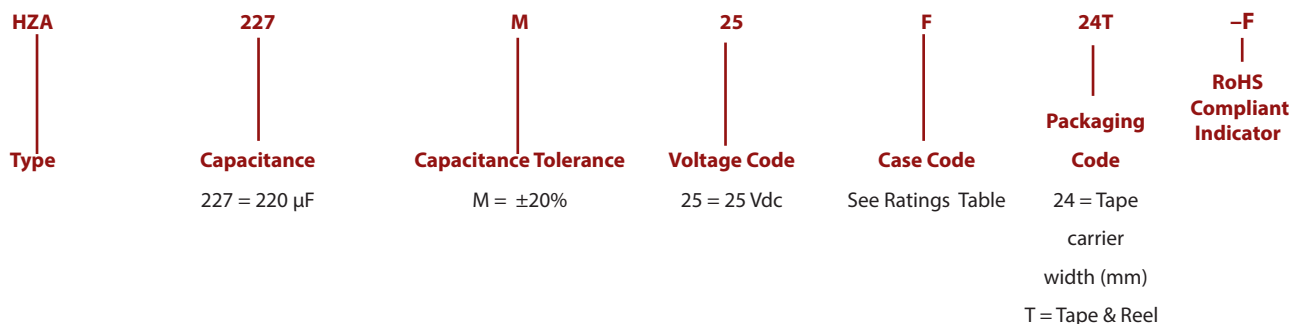 HZA 227 M 25 F 24T –F
RoHS
Compliant
Indicator
Packaging
Type Capacitance Capacitance Tolerance Voltage Code Case Code Code
227 = 220 µF M = ±20% 25 = 25 Vdc See Ratings Table 24 = Tape
carrier
width (mm)
T = Tape & Reel